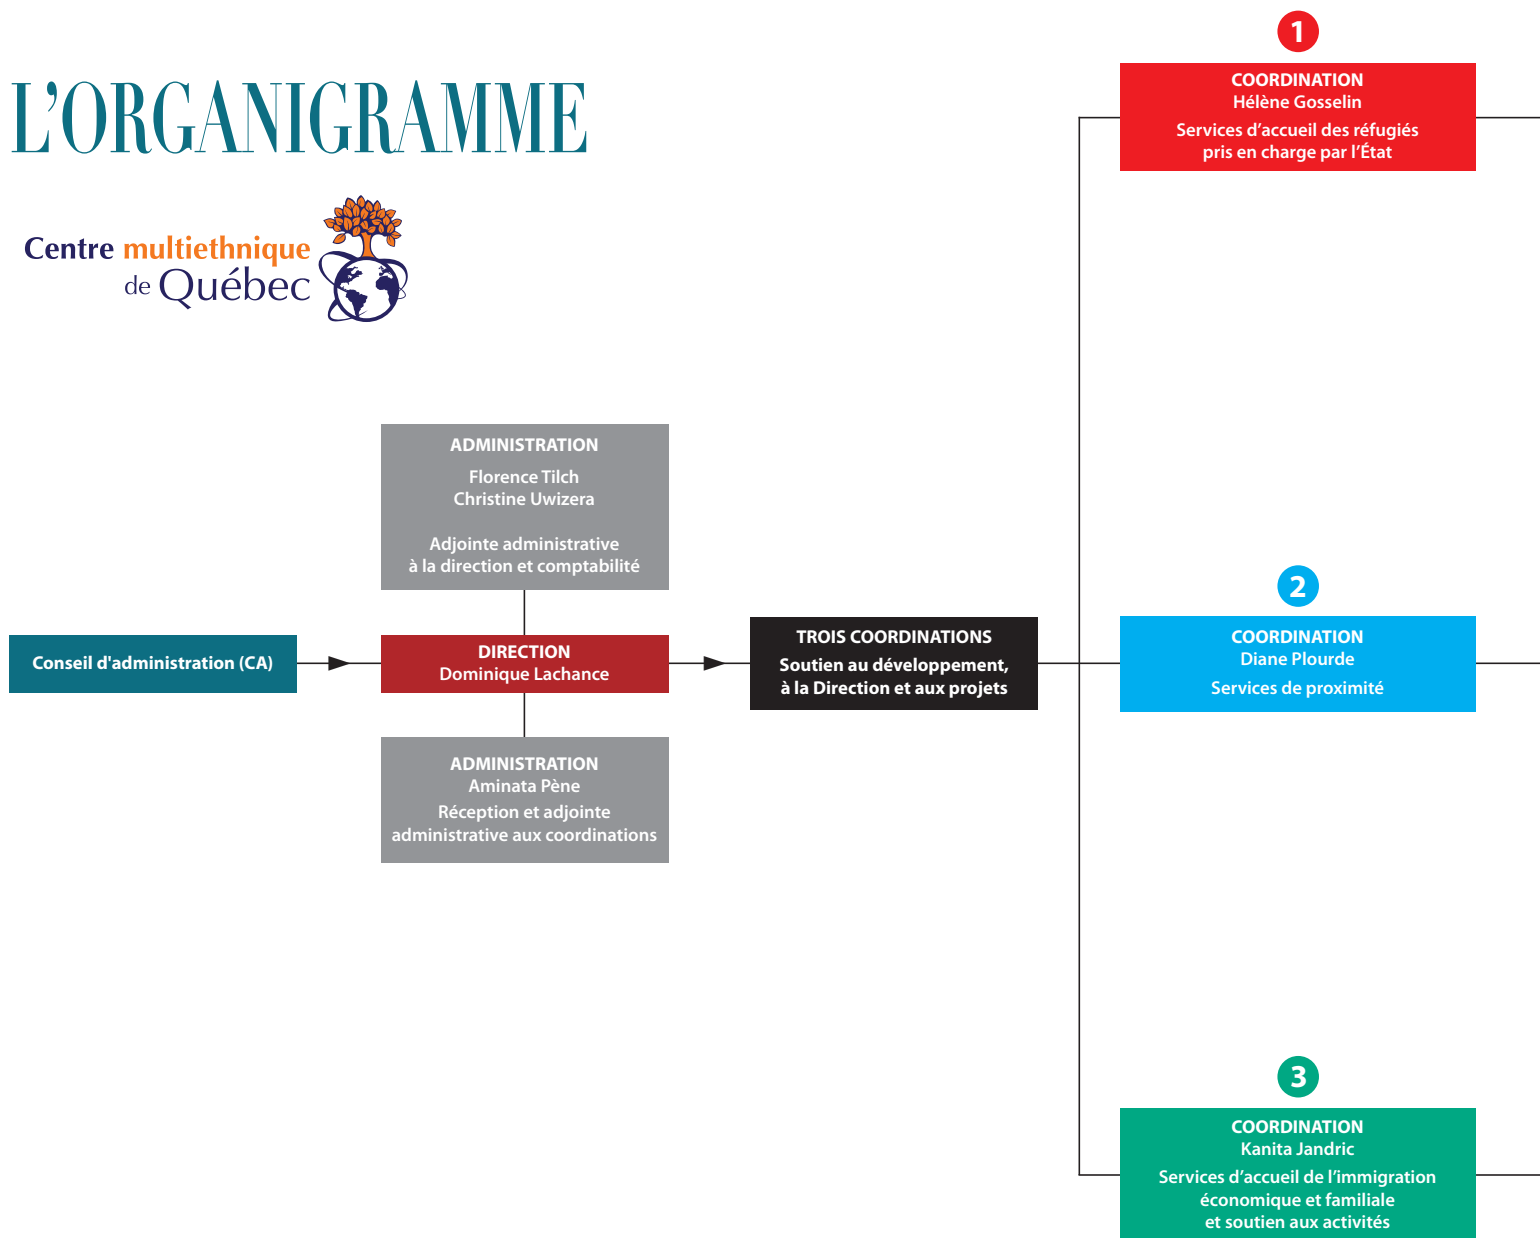 L'ORGANIGRAMME
Centre multiethnique
de Québec
Conseil d'administration (CA)
ADMINISTRATION
Florence Tilch
Christine Uwizera
Adjointe administrative
à la direction et comptabilité
DIRECTION
Dominique Lachance
ADMINISTRATION
Aminata Pène
Réception et adjointe
administrative aux coordinations
TROIS COORDINATIONS
Soutien au développement,
à la Direction et aux projets
1
COORDINATION
Hélène Gosselin
Services d'accueil des réfugiés
pris en charge par l'État
2
COORDINATION
Diane Plourde
Services de proximité
3
COORDINATION
Kanita Jandric
Services d'accueil de l'immigration
économique et familiale
et soutien aux activités